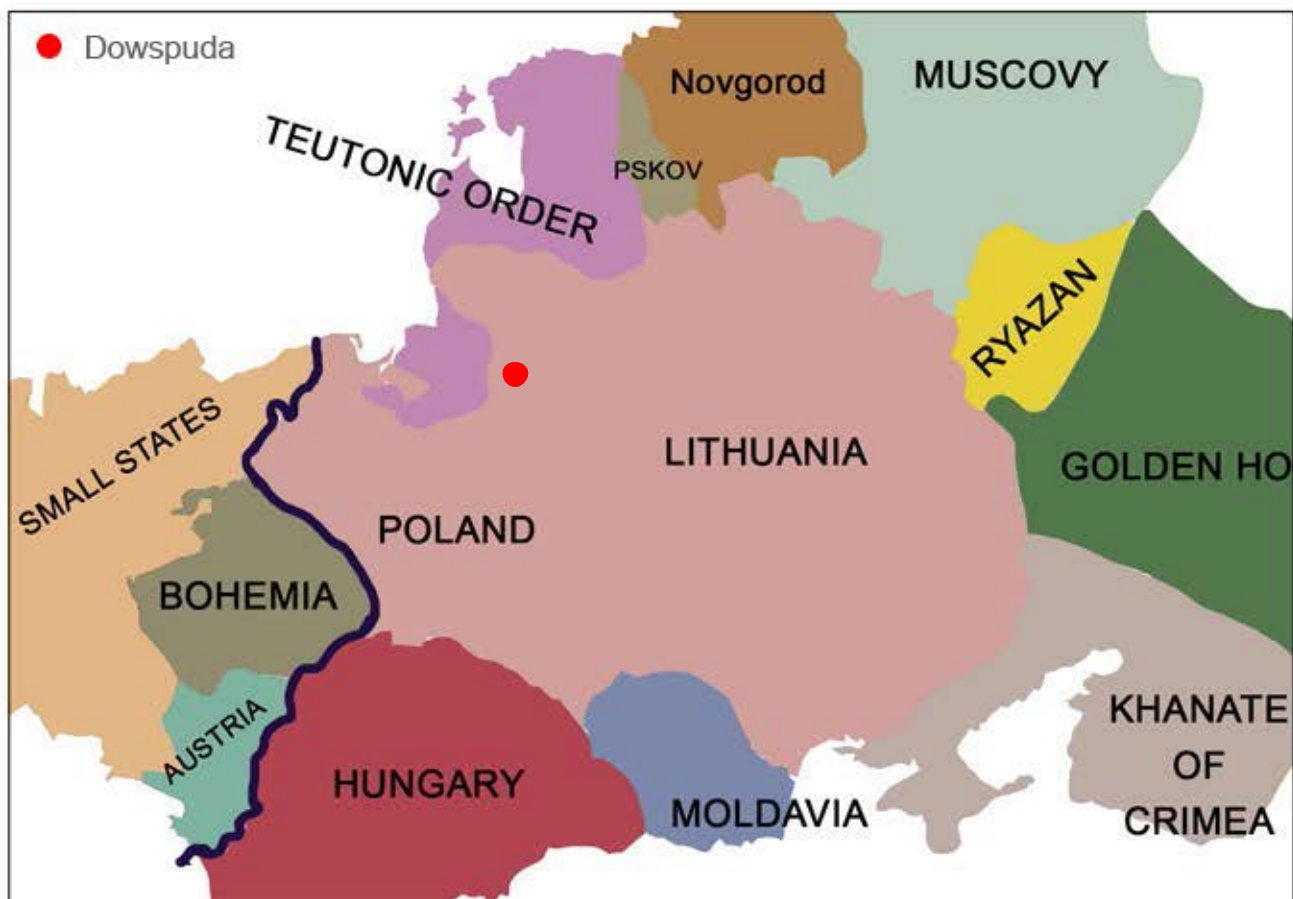 Dowspuda
Novgorod
MUSCOVY
TEUTONIC ORDER
PSKOV
RYAZAN
SMALL STATES
LITHUANIA
GOLDEN HO
POLAND
BOHEMIA
AUSTRIA
HUNGARY
MOLDAVIA
KHANATE
OF
CRIMEA